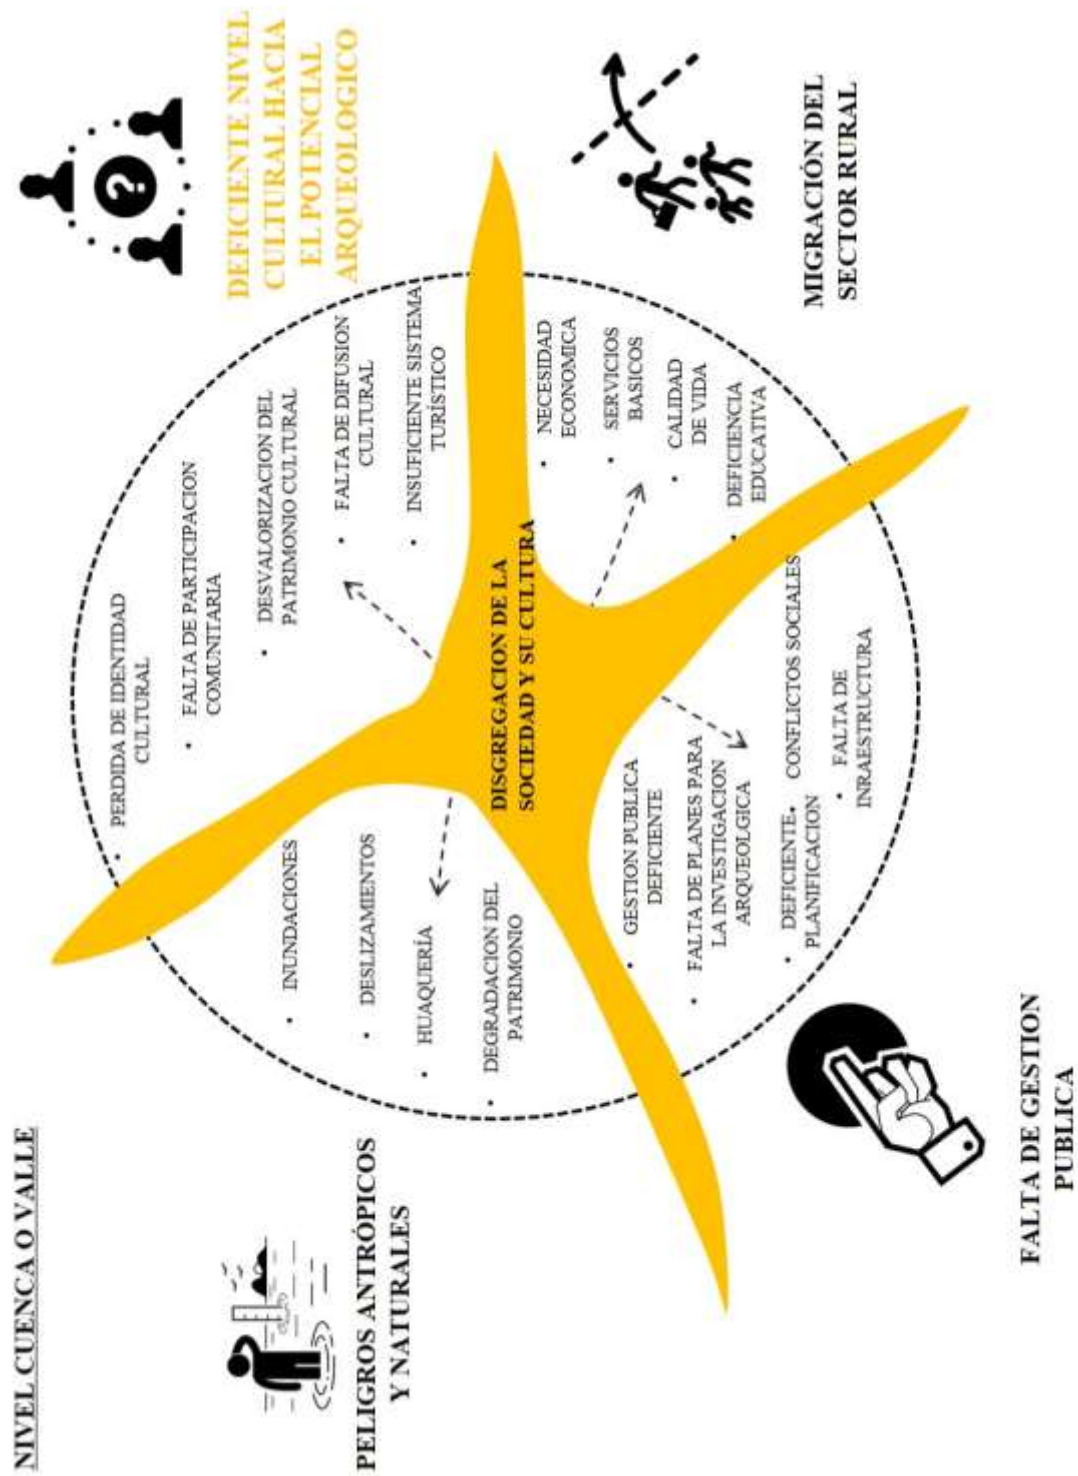 NIVEL CUENCA O VALLE
PELIGROS ANTRÓPICOS
Y NATURALES
• INUNDACIONES
• DESLIZAMIENTOS
• HUAQUERÍA
• DEGRADACION DEL
PATRIMONIO
DEFICIENTE NIVEL
CULTURAL HACIA
EL POTENCIAL
ARQUEOLOGICO
• PERDIDA DE IDENTIDAD
CULTURAL
• FALTA DE PARTICIPACION
COMUNITARIA
• DESVALORIZACION DEL
PATRIMONIO CULTURAL
• FALTA DE DIFUSION
CULTURAL
• INSUFICIENTE SISTEMA
TURÍSTICO
DISGREGACION DE LA
SOCIEDAD Y SU CULTURA
• GESTION PUBLICA
DEFICIENTE
• FALTA DE PLANES PARA
LA INVESTIGACION
ARQUEOLGICA
• DEFICIENTE
PLANIFICACION
• CONFLICTOS SOCIALES
• FALTA DE
INRAESTRUCTURA
FALTA DE GESTION
PUBLICA
• NECESIDAD
ECONOMICA
• SERVICIOS
BASICOS
• CALIDAD
DE VIDA
• DEFICIENCIA
EDUCATIVA
MIGRACIÓN DEL
SECTOR RURAL
?